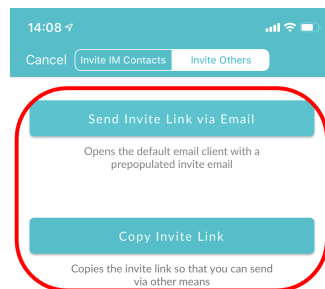 14:08
Cancel Invite IM Contacts Invite Others
Send Invite Link via Email
Opens the default email client with a
prepopulated invite email
Copy Invite Link
Copies the invite link so that you can send
via other means